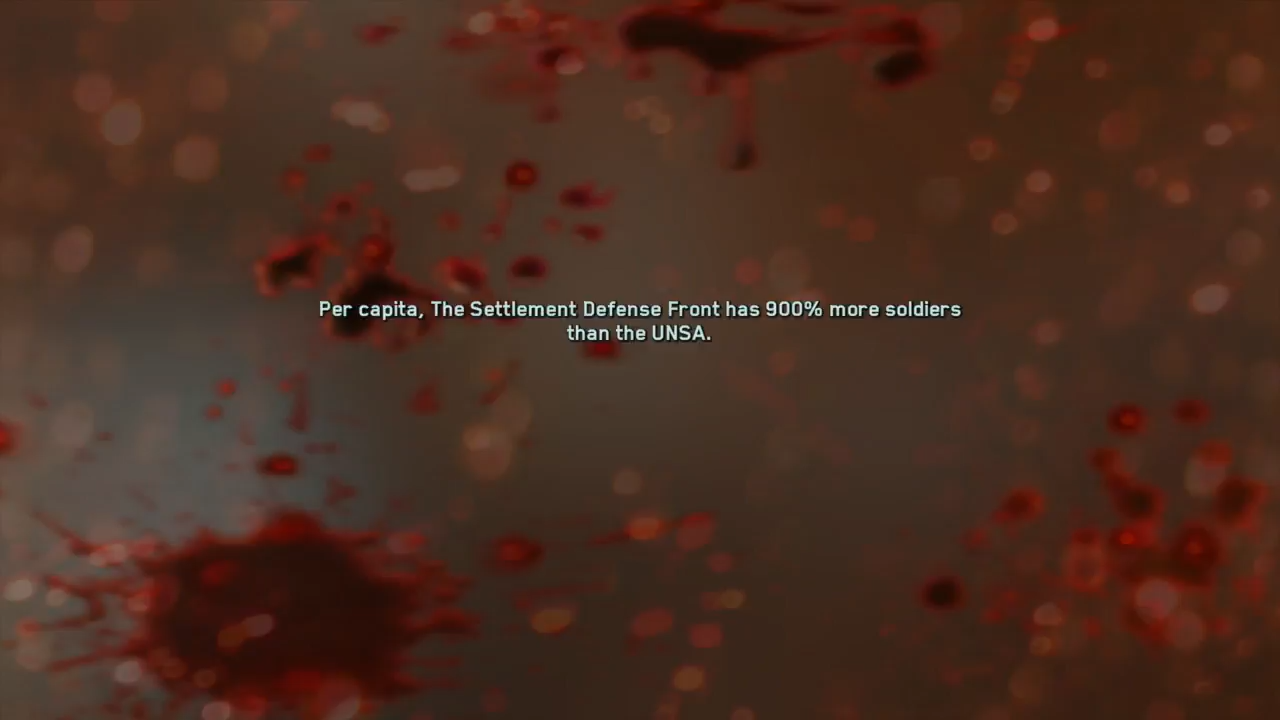 Per capita, The Settlement Defense Front has 900% more soldiers
than the UNSA.